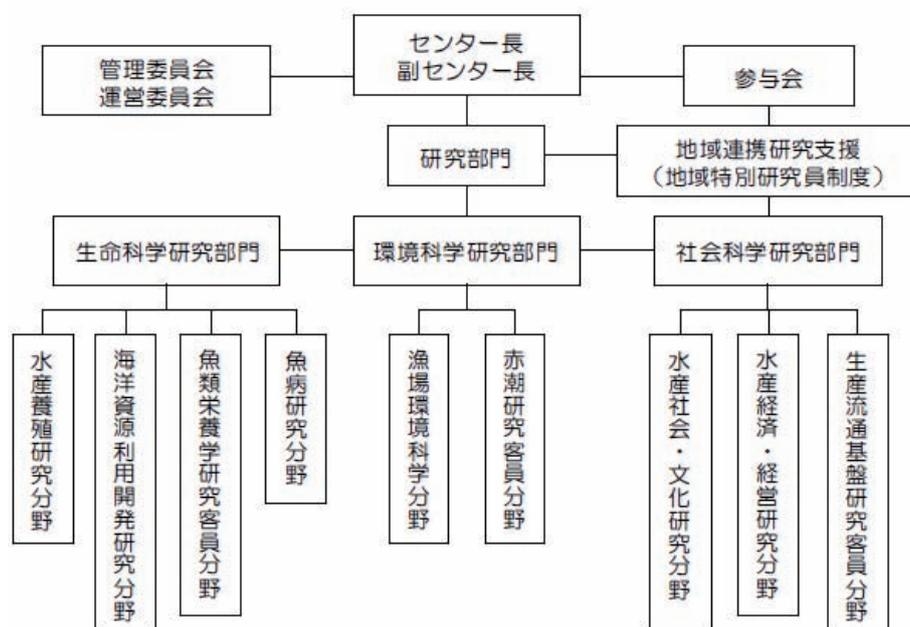 センター長
副センター長
管理委員会
運営委員会
参与会
研究部門
地域連携研究支援
（地域特別研究員制度）
生命科学研究部門
環境科学研究部門
社会科学研究部門
水産養殖研究分野
海洋資源利用開発研究分野
魚類栄養学研究客員分野
魚病研究分野
漁場環境科学分野
赤潮研究客員分野
水産社会・文化研究分野
水産経済・経営研究分野
生産流通基盤研究客員分野